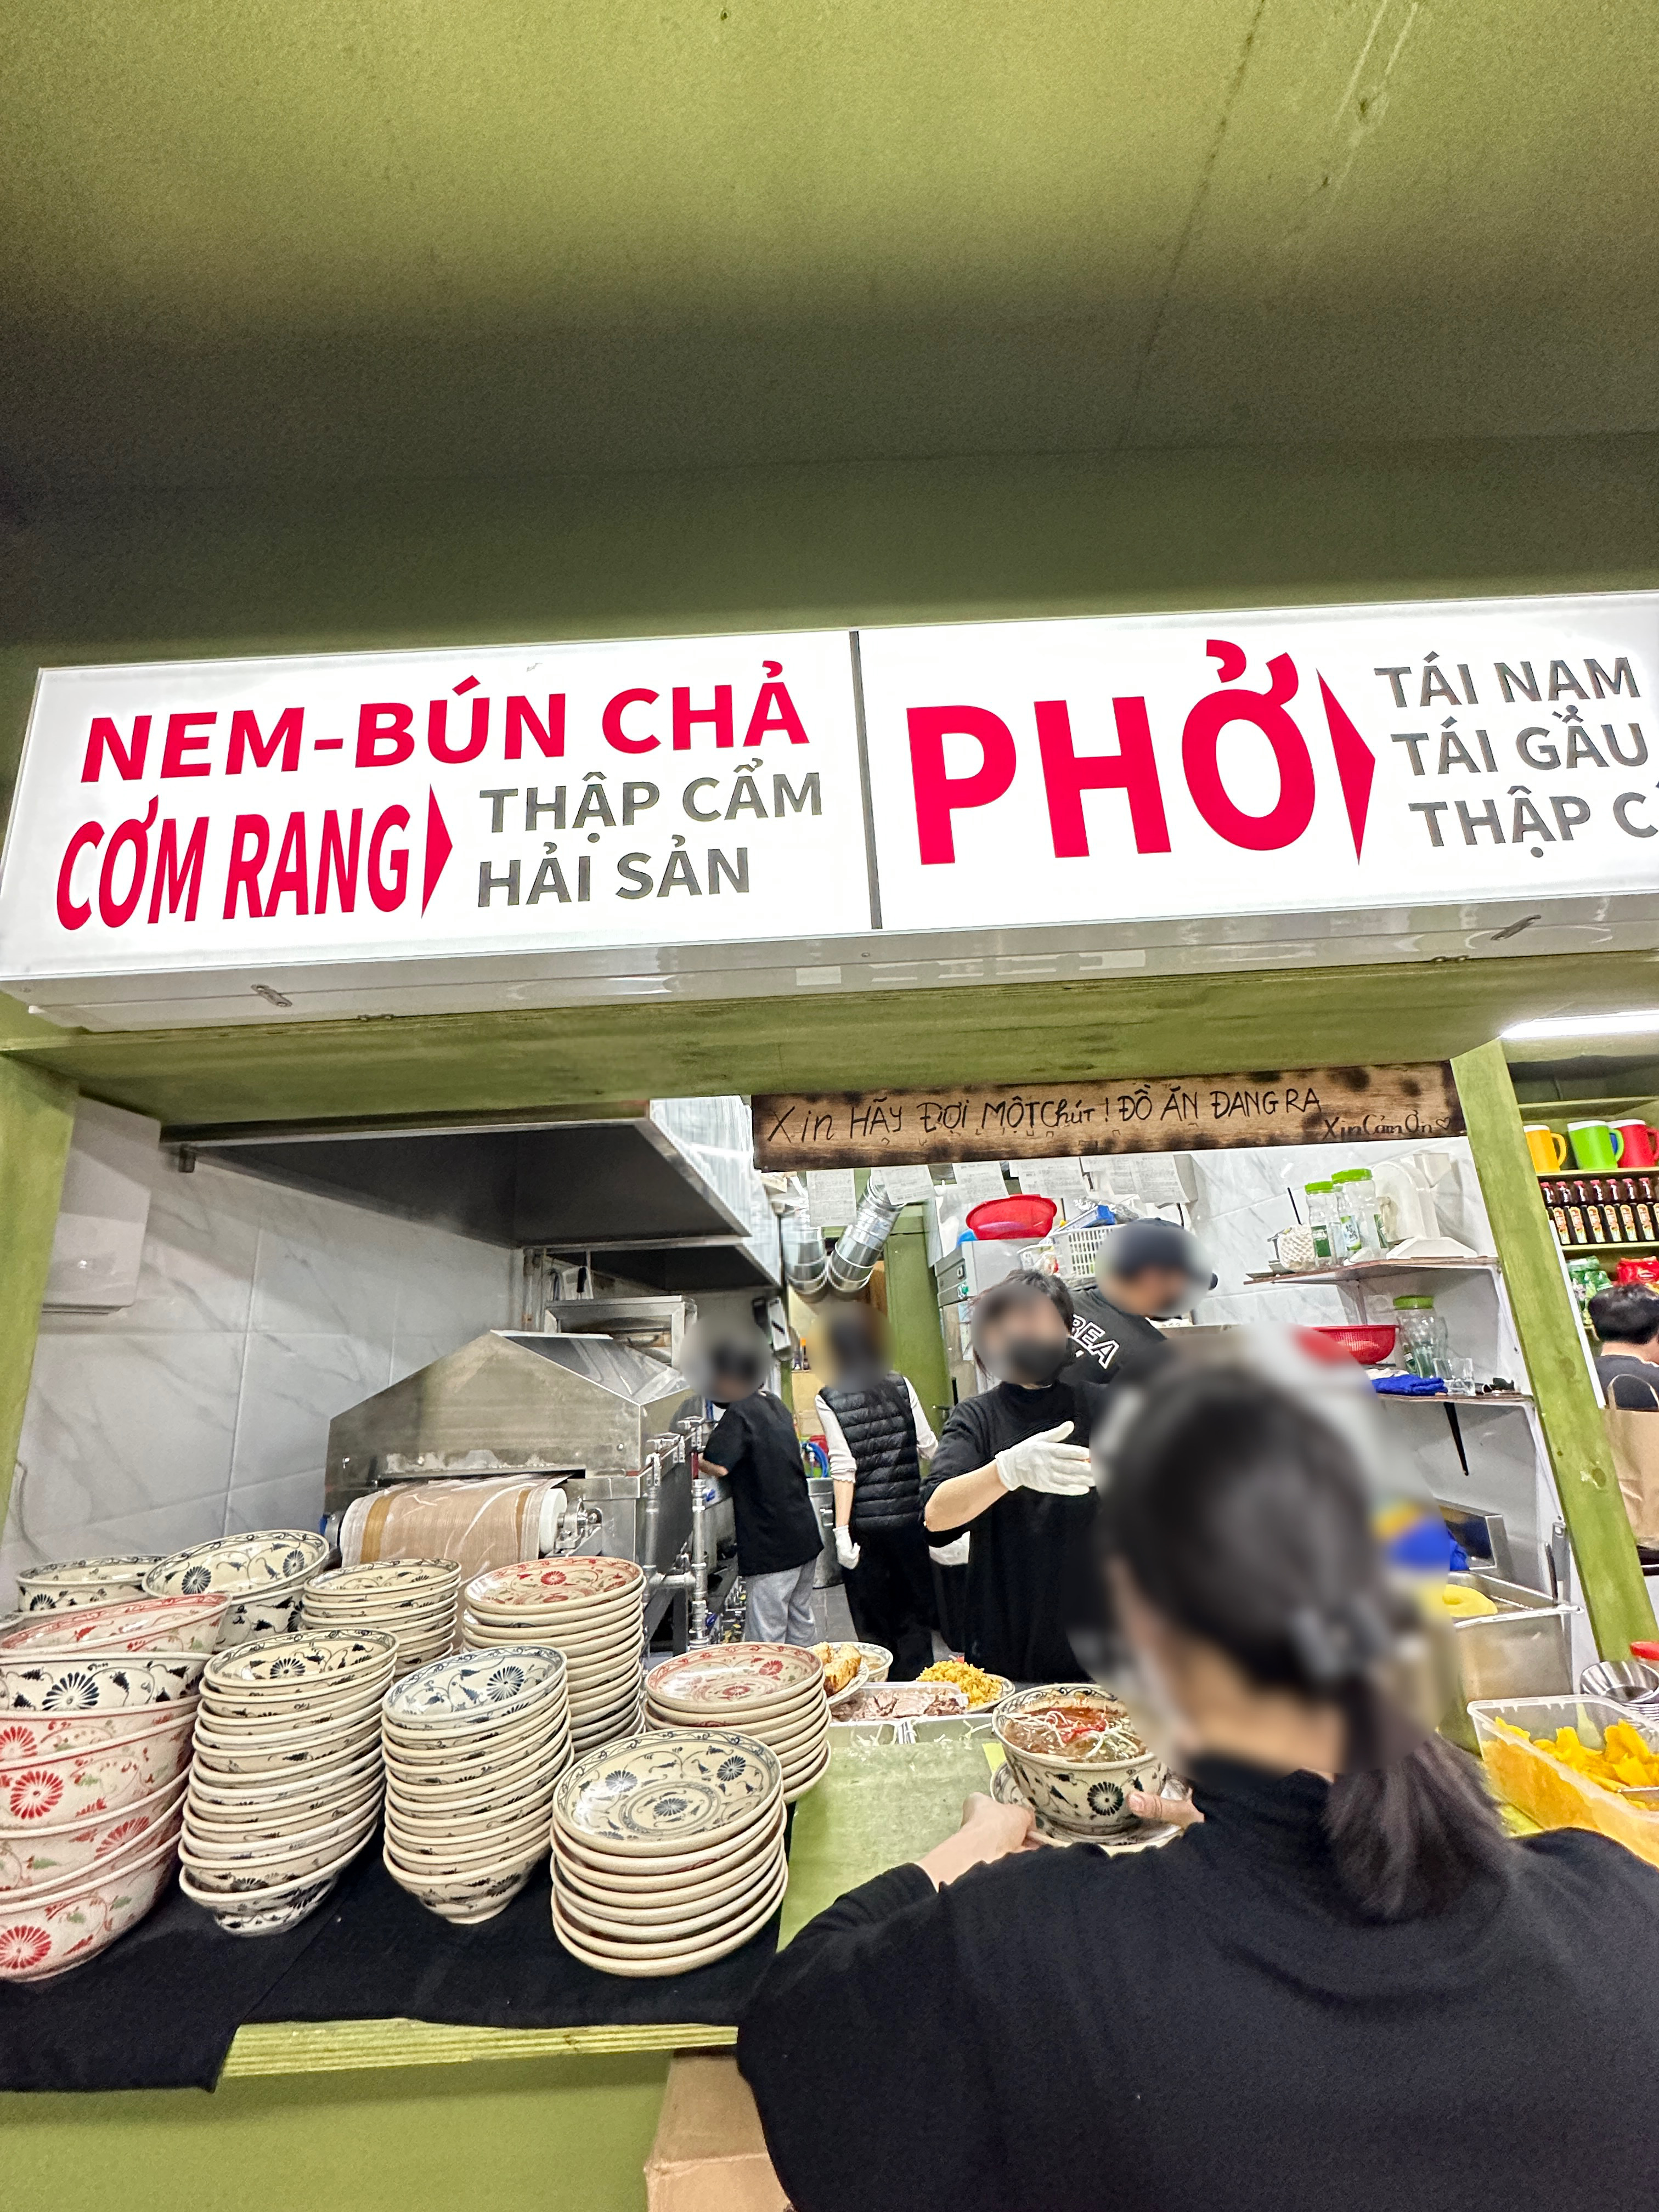 NEM-BÚN CHẢ
CƠM RANG
THẬP CẨM
HẢI SẢN
PHỞ
TÁI NẠM
TÁI GẦU
THẬP
Xin HÃY ĐỢI MỘT Chút! ĐỒ ĂN ĐANG RA
Xin Cảm Ơn